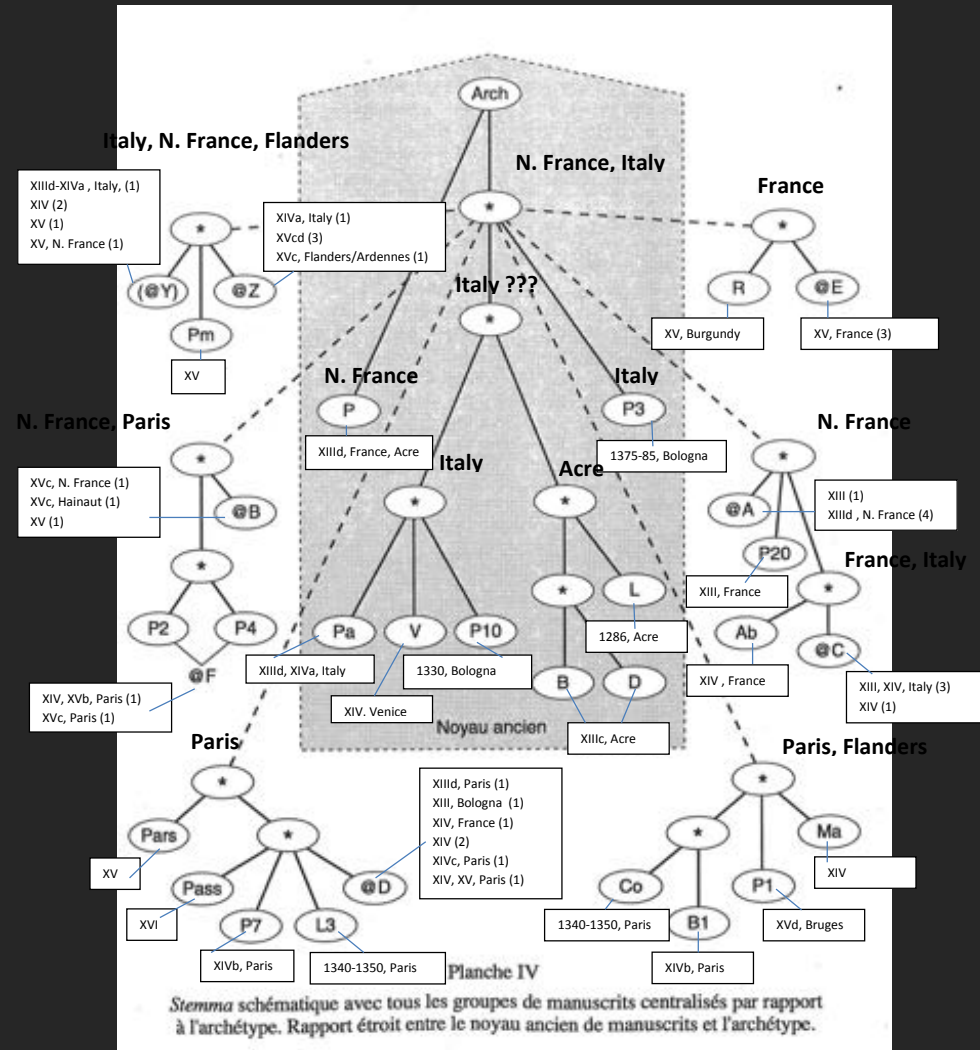 Arch
Italy, N. France, Flanders
N. France, Italy
XIIId-XIVa , Italy, (1)
XIV (2)
XV (1)
XV, N. France (1)
France
XIVa, Italy (1)
XVcd (3)
XVc, Flanders/Ardennes (1)
*
*
*
(@Y)
@Z
Italy ???
R
@E
Pm
*
XV, Burgundy
XV, France (3)
XV
N. France
Italy
P
P3
N. France, Paris
N. France
XIIId, France, Acre
1375-85, Bologna
*
Italy
Acre
*
XVc, N. France (1)
XVc, Hainaut (1)
XV (1)
@B
*
*
@A
XIII (1)
XIIId , N. France (4)
P20
France, Italy
*
*
L
XIII, France
*
P2
P4
Pa
V
P10
1286, Acre
Ab
@C
@F
XIIId, XIVa, Italy
1330, Bologna
B
D
XIV , France
XIV, XVb, Paris (1)
XVc, Paris (1)
XIV. Venice
XIII, XIV, Italy (3)
XIV (1)
Noyau ancien
XIIIc, Acre
Paris
Paris, Flanders
*
XIIId, Paris (1)
XIII, Bologna (1)
XIV, France (1)
XIV (2)
XIVc, Paris (1)
XIV, XV, Paris (1)
*
Pars
*
*
Ma
XV
XIV
Pass
@D
Co
P1
XVI
P7
L3
1340-1350, Paris
B1
XVd, Bruges
XIVb, Paris
1340-1350, Paris
XIVb, Paris
Planche IV
Stemma schématique avec tous les groupes de manuscrits centralisés par rapport
à l'archétype. Rapport étroit entre le noyau ancien de manuscrits et l'archétype.